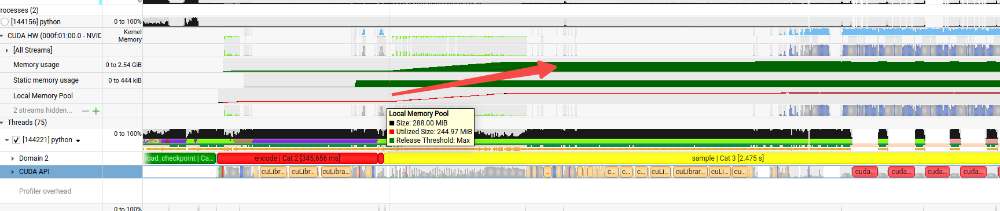 0
rocesses (2)
[144156] python
0 to 100%
CUDA HW (000f:01:00.0 - NVID
Kernel
Memory
[All Streams]
Memory usage
0 to 2.54 GiB
Static memory usage
0 to 444 kiB
Local Memory Pool
2 streams hidden...
Local Memory Pool
Size: 288.00 MiB
Utilized Size: 244.97 MiB
Release Threshold: Max
Threads (75)
[144221] python
0 to 100%
Domain 2
load_checkpoint | Ca...
encode | Cat 2 [345.656 ms]
sample | Cat 3 [2.475 s]
CUDA API
cuLibr...
cuLibr...
cuLibra...
...
c...
c...
c...
cuLi...
cuLibrar...
cuLi...
cu...
cuda...
cuda...
cuda...
cuda...
Profiler overhead
0 to 100%